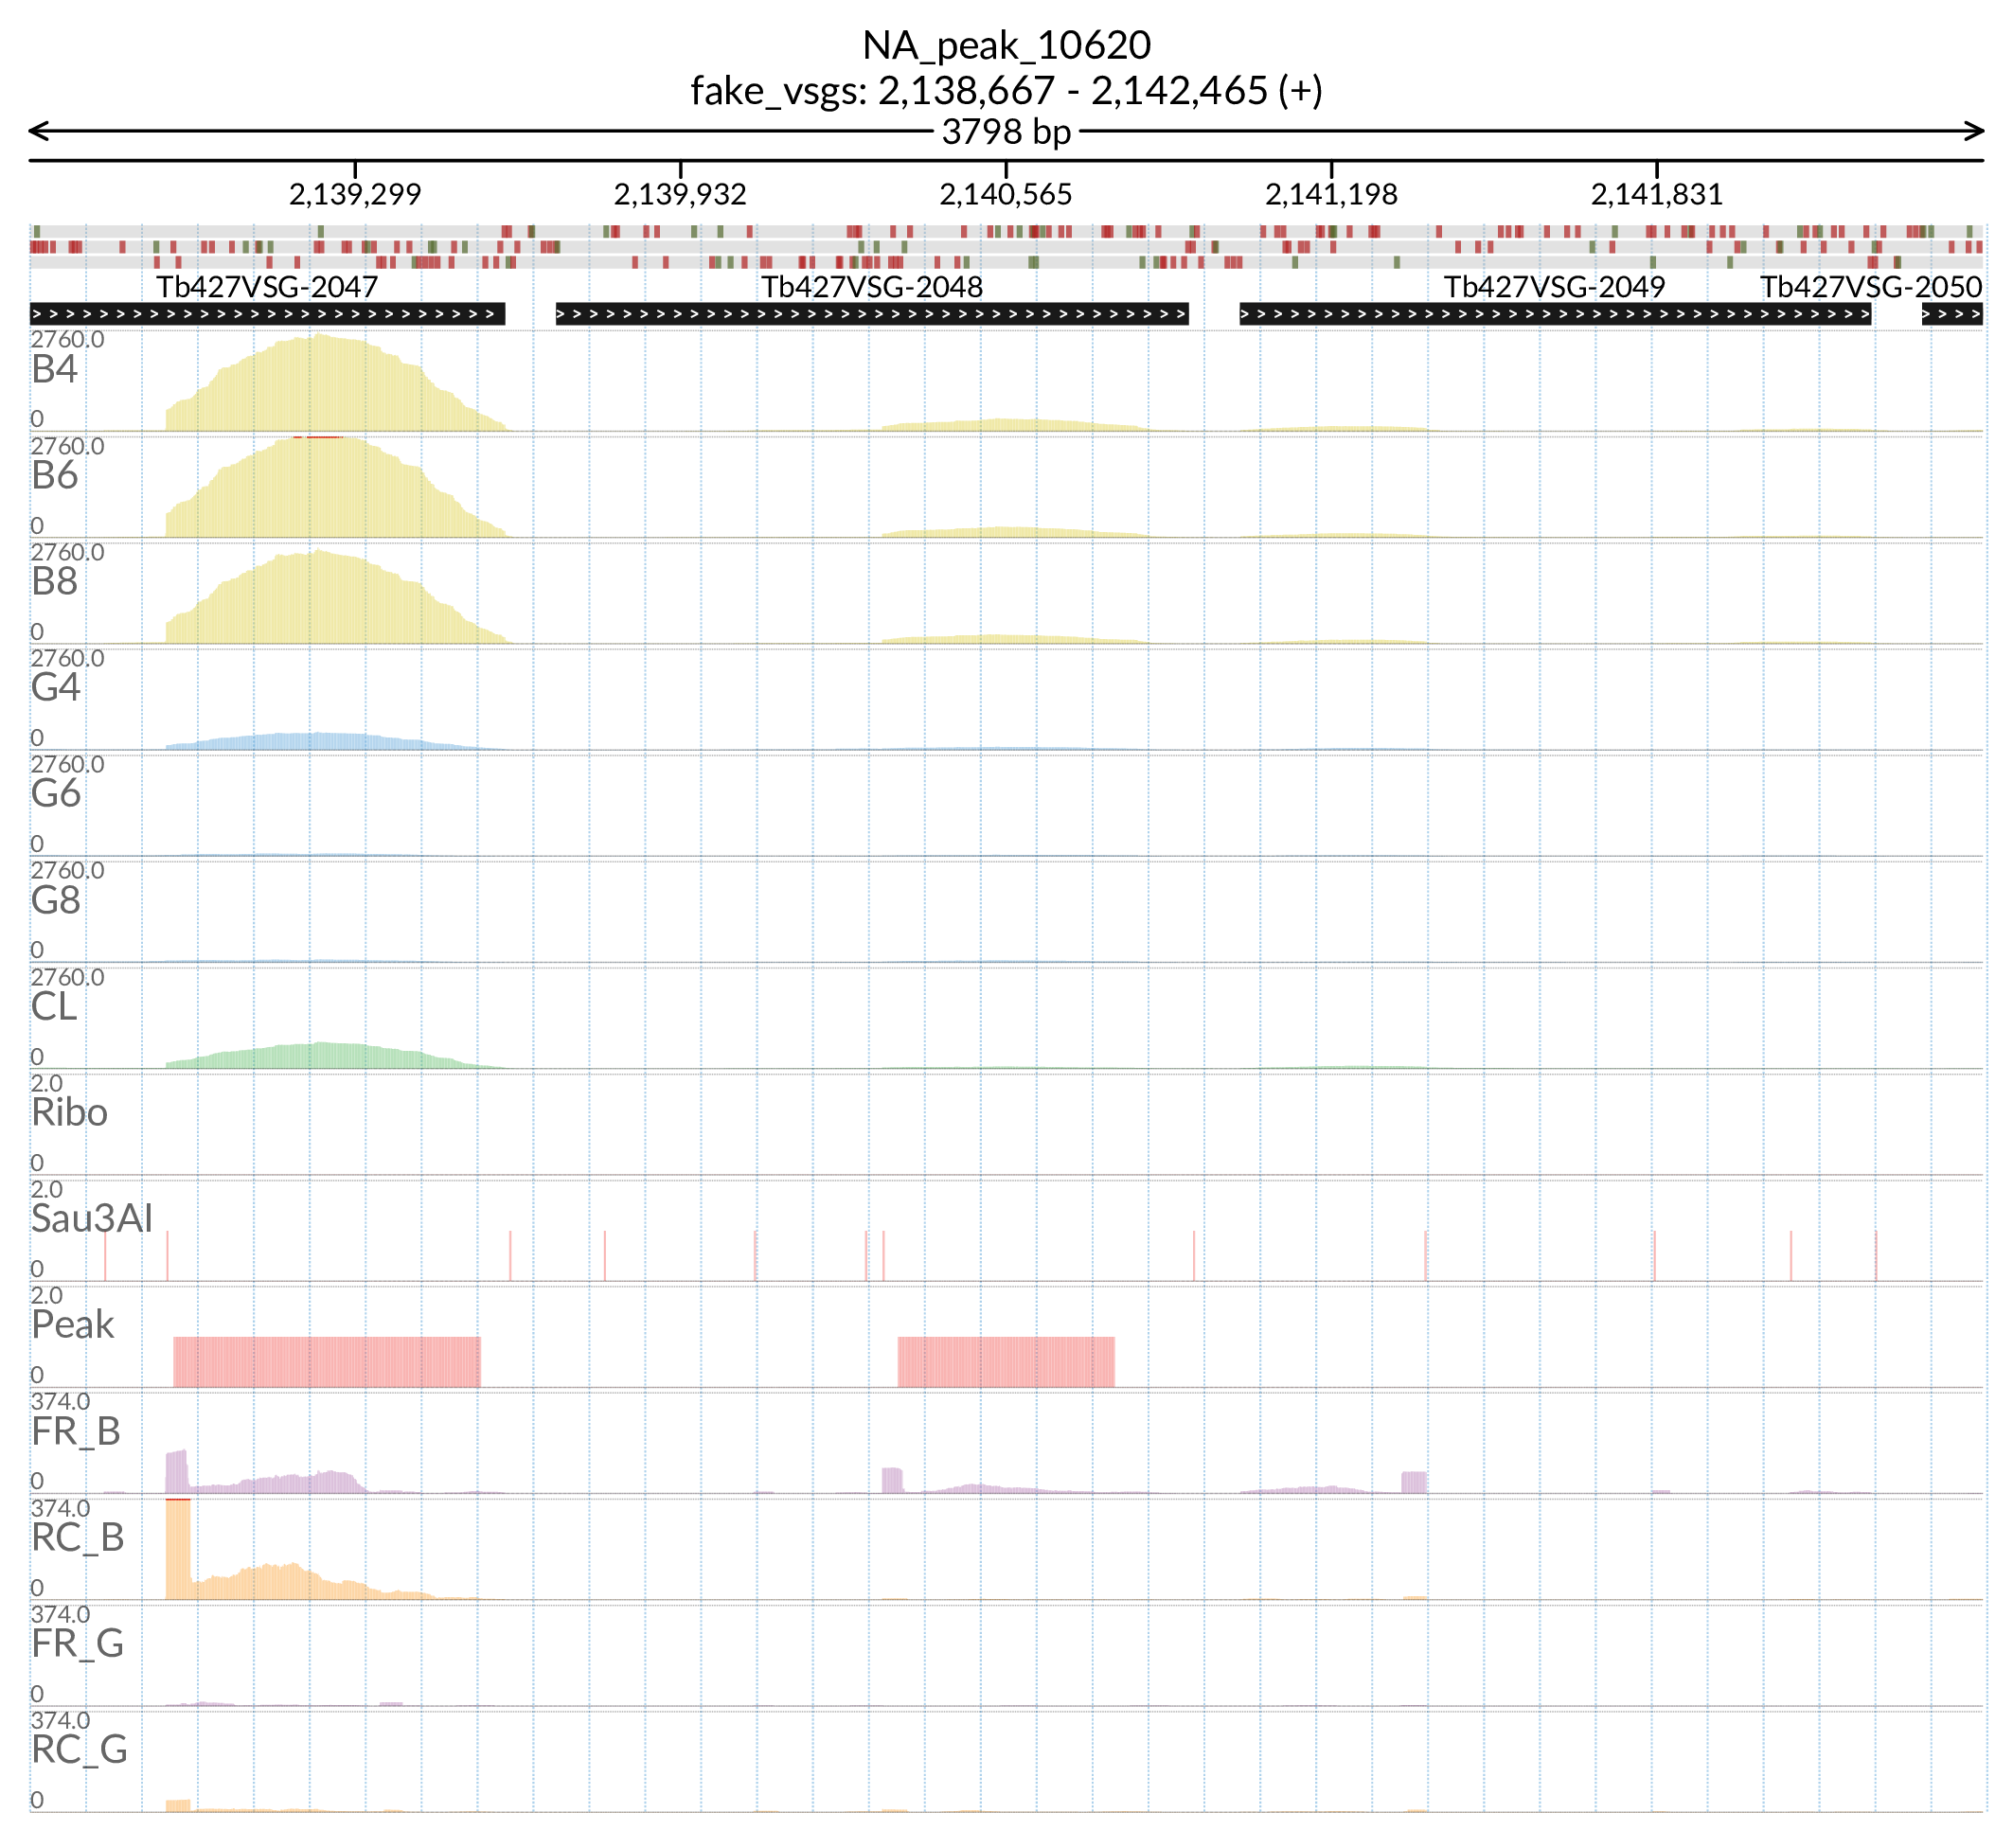 NA_peak_10620
fake_vsgs: 2,138,667 - 2,142,465 (+)
3798 bp
2,139,299 2,139,932 2,140,565 2,141,198 2,141,831
Tb427VSG-2047 Tb427VSG-2048 Tb427VSG-2049 Tb427VSG-2050
2760.0
B4
0
2760.0
B6
0
2760.0
B8
0
2760.0
G4
0
2760.0
G6
0
2760.0
G8
0
2760.0
CL
0
2.0
Ribo
0
2.0
Sau3AI
0
2.0
Peak
0
374.0
FR_B
0
374.0
RC_B
0
374.0
FR_G
0
374.0
RC_G
0